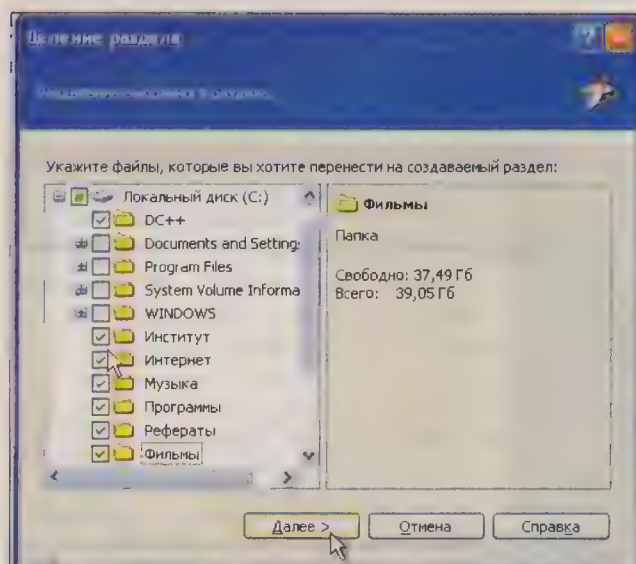 раздела
Укажите файлы, которые вы хотите перенести на создаваемый раздел:
Локальный диск (C:)
DC++
Documents and Setting
Program Files
System Volume Informa
WINDOWS
Институт
Интернет
Музыка
Программы
Рефераты
Фильмы
Фильмы
Папка
Свободно: 37,49 Гб
Всего: 39,05 Гб
Далее >
Отмена
Справка